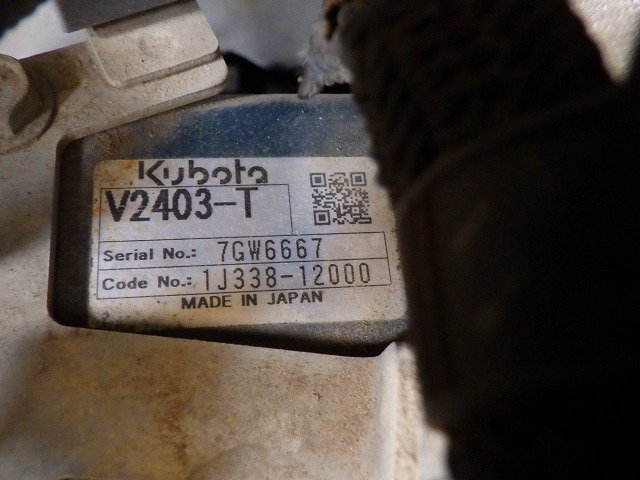 Kubota
V2403-T
Serial No.: 7GW6667
Code No.: 1J338-12000
MADE IN JAPAN